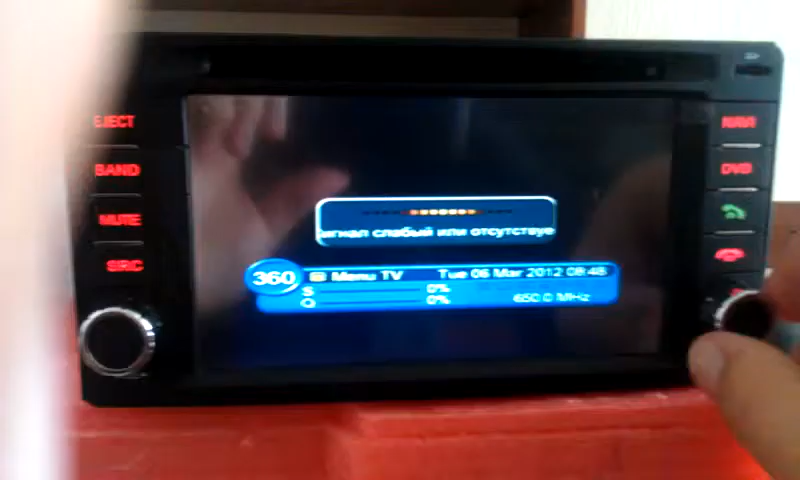 EJECT
NAVI
BAND
DVD
MUTE
SRC
игнал слабый или отсутствуе
360
Menu TV
Tue 06 Mar 2012 08:48
S 0%
Q 0%
650.0 MHz